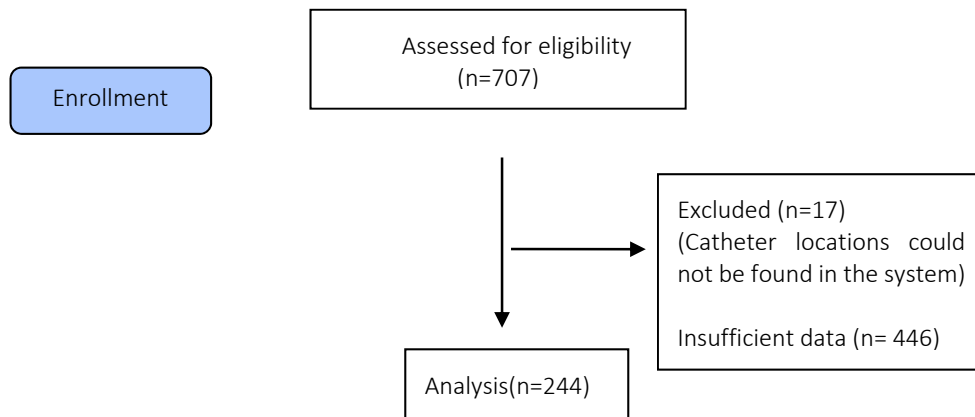 Assessed for eligibility
(n=707)
Enrollment
Excluded (n=17)
(Catheter locations could
not be found in the system)
Insufficient data (n= 446)
Analysis(n=244)